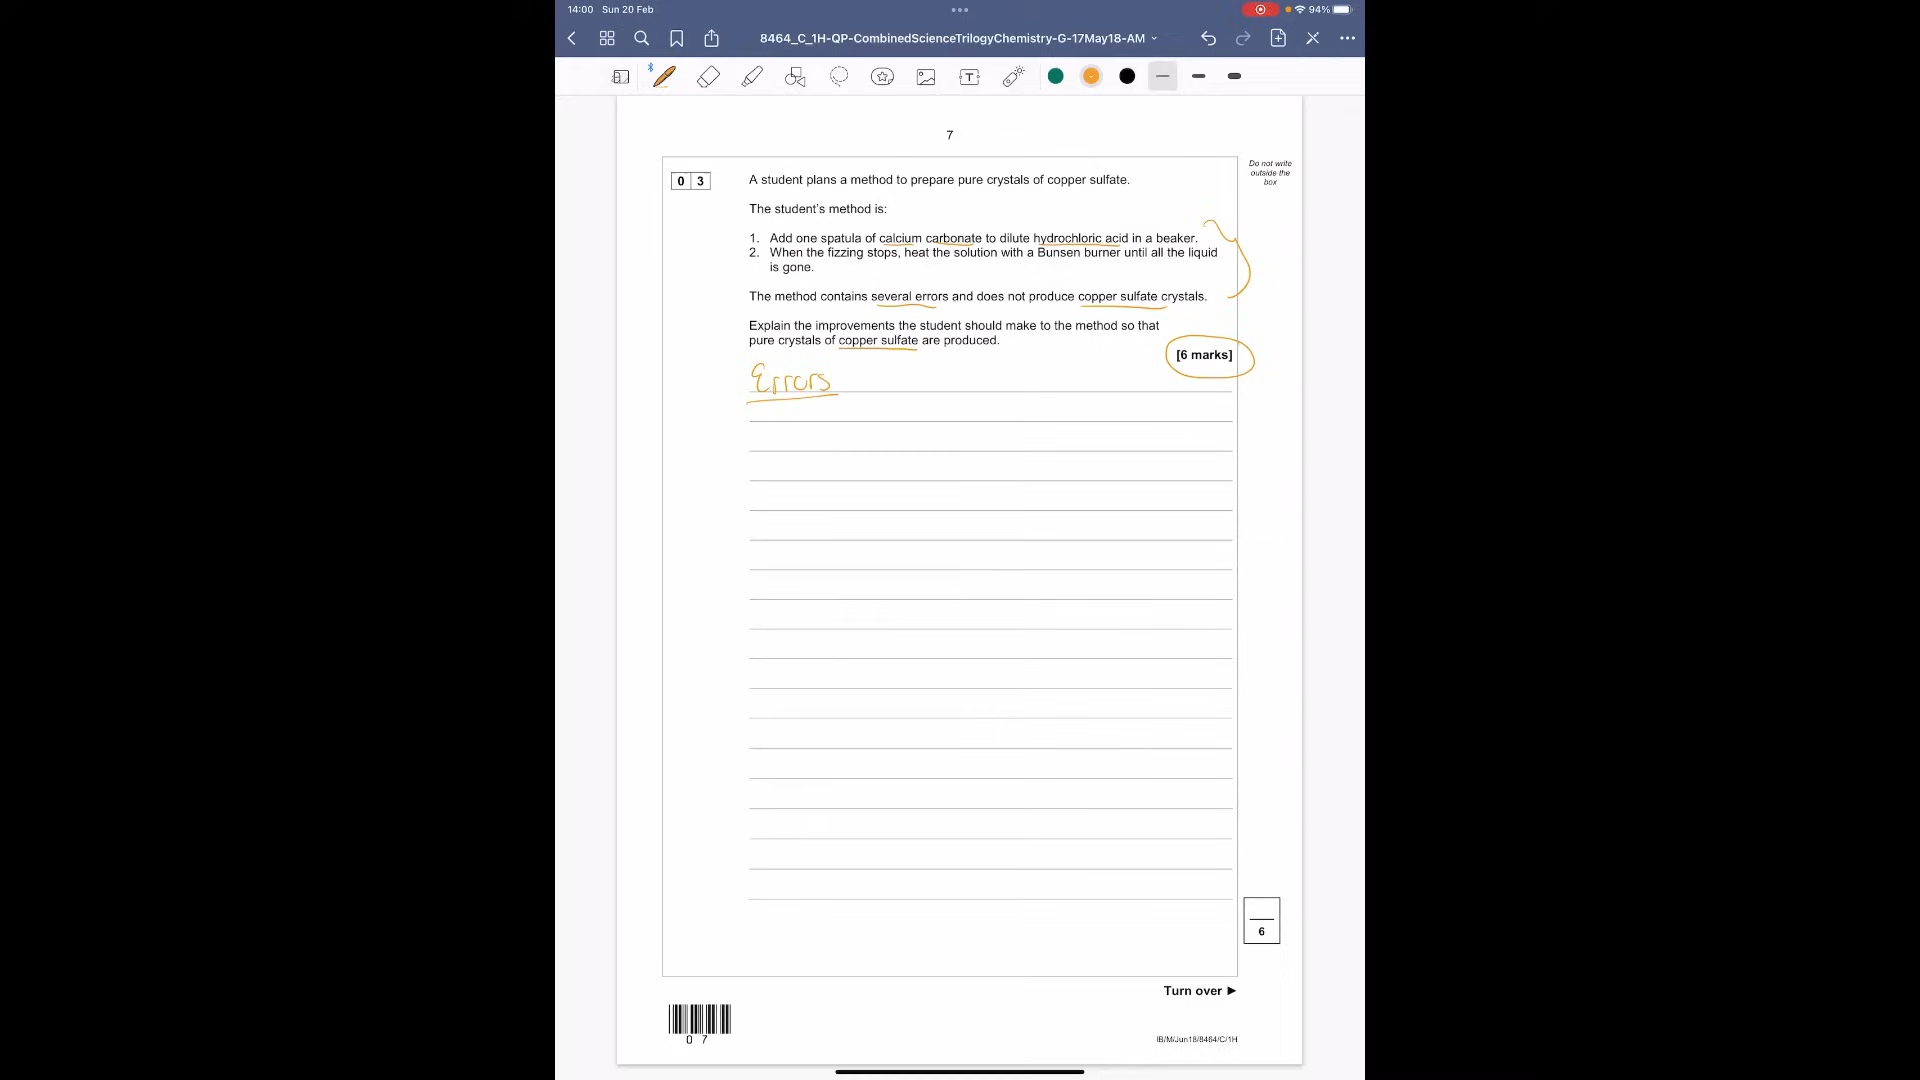 14:00 Sun 20 Feb
94%
8464_C_1H-QP-CombinedScienceTrilogyChemistry-G-17May18-AM
T
7
Do not write
outside the
box
0 3
A student plans a method to prepare pure crystals of copper sulfate.
The student's method is:
1. Add one spatula of calcium carbonate to dilute hydrochloric acid in a beaker.
2. When the fizzing stops, heat the solution with a Bunsen burner until all the liquid
is gone.
The method contains several errors and does not produce copper sulfate crystals.
Explain the improvements the student should make to the method so that
pure crystals of copper sulfate are produced.
[6 marks]
Errors
6
Turn over ►
0 7
IB/M/Jun18/8464/C/1H